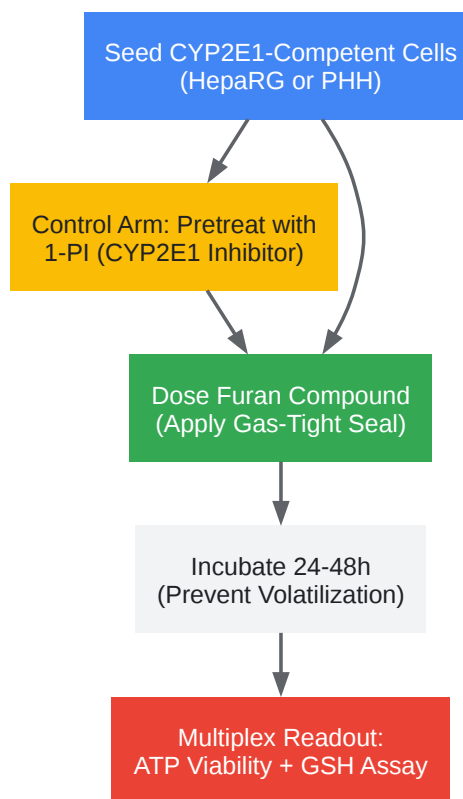 Seed CYP2E1-Competent Cells
(HepaRG or PHH)
Control Arm: Pretreat with
1-PI (CYP2E1 Inhibitor)
Dose Furan Compound
(Apply Gas-Tight Seal)
Incubate 24-48h
(Prevent Volatilization)
Multiplex Readout:
ATP Viability + GSH Assay